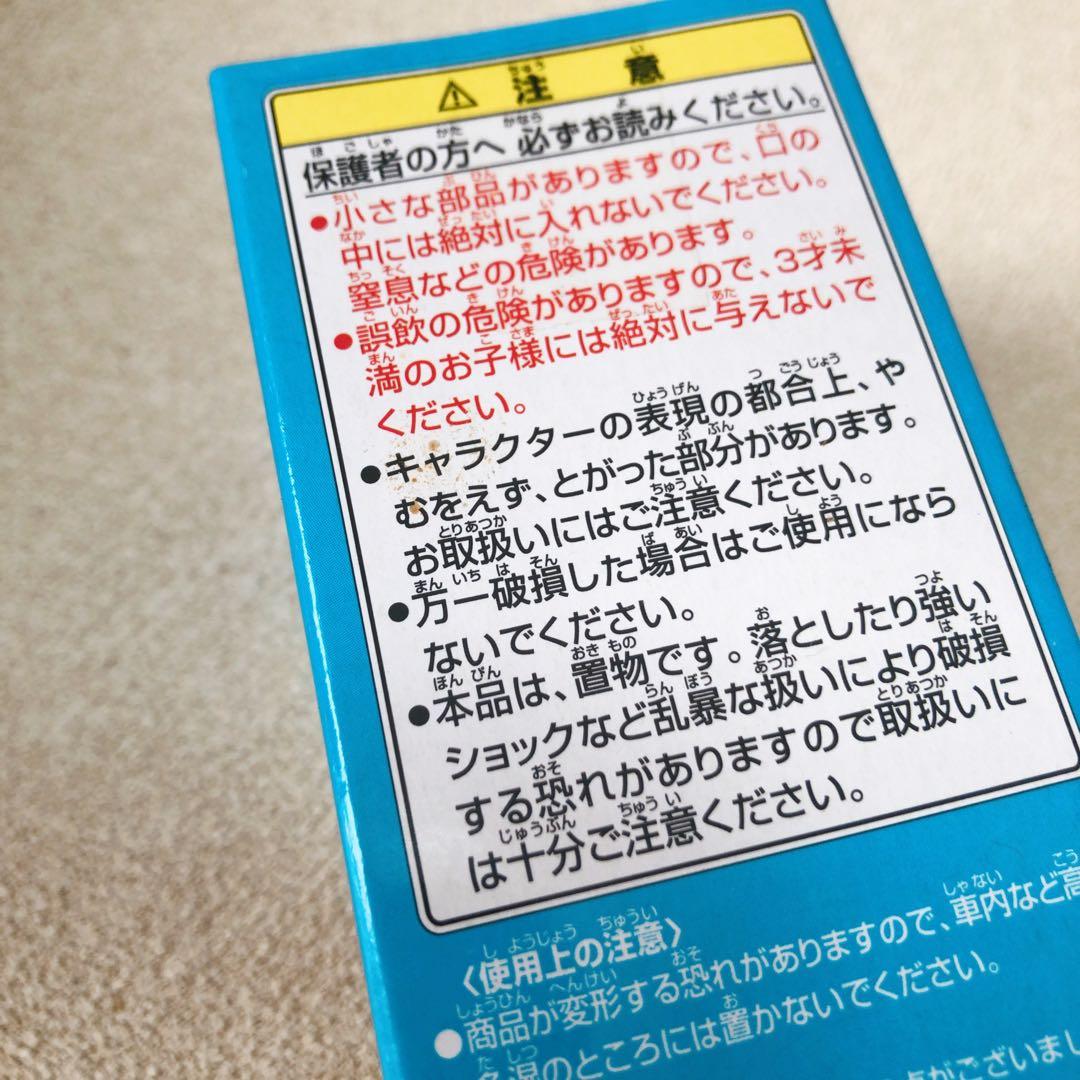 ⚠ 注意
保護者の方へ 必ずお読みください。
●小さな部品がありますので、口の
中には絶対に入れないでください。
窒息などの危険があります。
●誤飲の危険がありますので、3才未
満のお子様には絶対に与えないで
ください。
●キャラクターの表現の都合上、や
むをえず、とがった部分があります。
お取扱いにはご注意ください。
●万一破損した場合はご使用になら
ないでください。
●本品は、置物です。落としたり強い
ショックなど乱暴な扱いにより破損
する恐れがありますので取扱いに
は十分ご注意ください。
〈使用上の注意〉
●商品が変形する恐れがありますので、車内など高
多湿のところには置かないでください。
がございまし